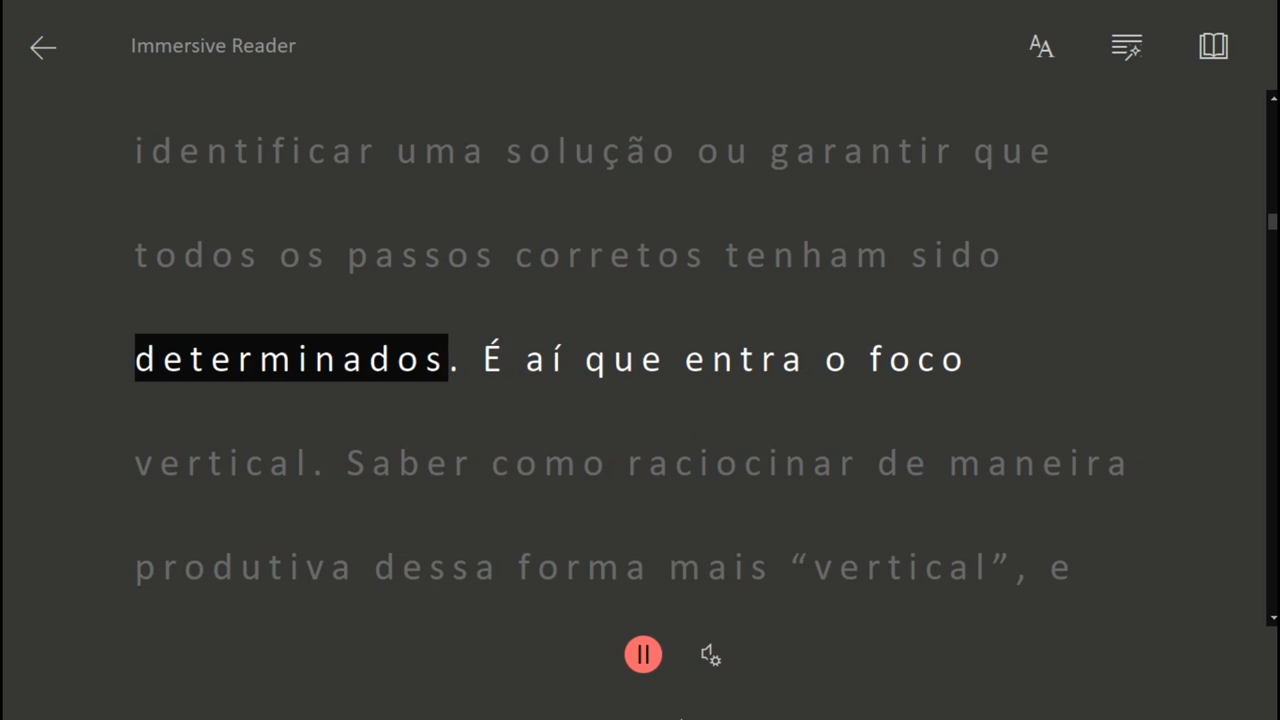 Immersive Reader
identificar uma solução ou garantir que
todos os passos corretos tenham sido
determinados. É aí que entra o foco
vertical. Saber como raciocinar de maneira
produtiva dessa forma mais “vertical”, e